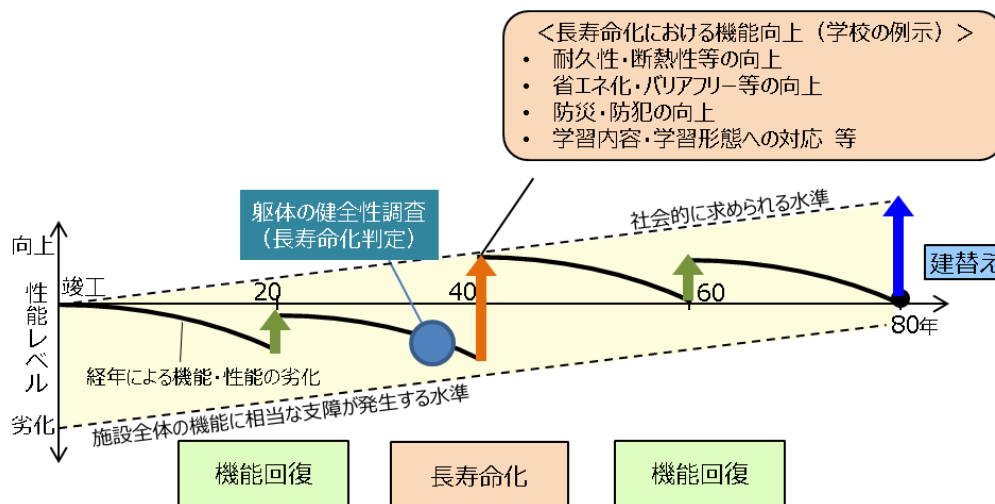 ＜長寿命化における機能向上（学校の例示）＞
• 耐久性・断熱性等の向上
• 省エネ化・バリアフリー等の向上
• 防災・防犯の向上
• 学習内容・学習形態への対応 等
躯体の健全性調査
（長寿命化判定）
社会的に求められる水準
向上
竣工
20
40
60
80年
建替え
性能レベル
経年による機能・性能の劣化
劣化
施設全体の機能に相当な支障が発生する水準
機能回復
長寿命化
機能回復